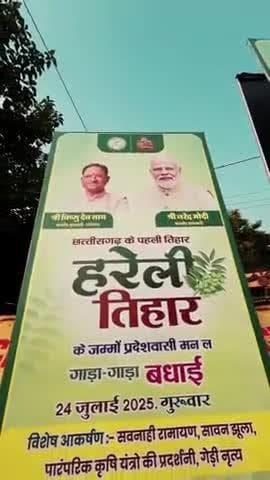 श्री विष्णु देव साय
श्री नरेंद्र मोदी
छत्तीसगढ़ के पहली तिहार
हरेली
तिहार
के जम्मों प्रदेशवासी मन ल
गाड़ा-गाड़ा बधाई
24 जुलाई 2025, गुरूवार
विशेष आकर्षण :- सवनाही रामायण, सावन झूला,
पारंपरिक कृषि यंत्रो की प्रदर्शनी, गेड़ी नृत्य